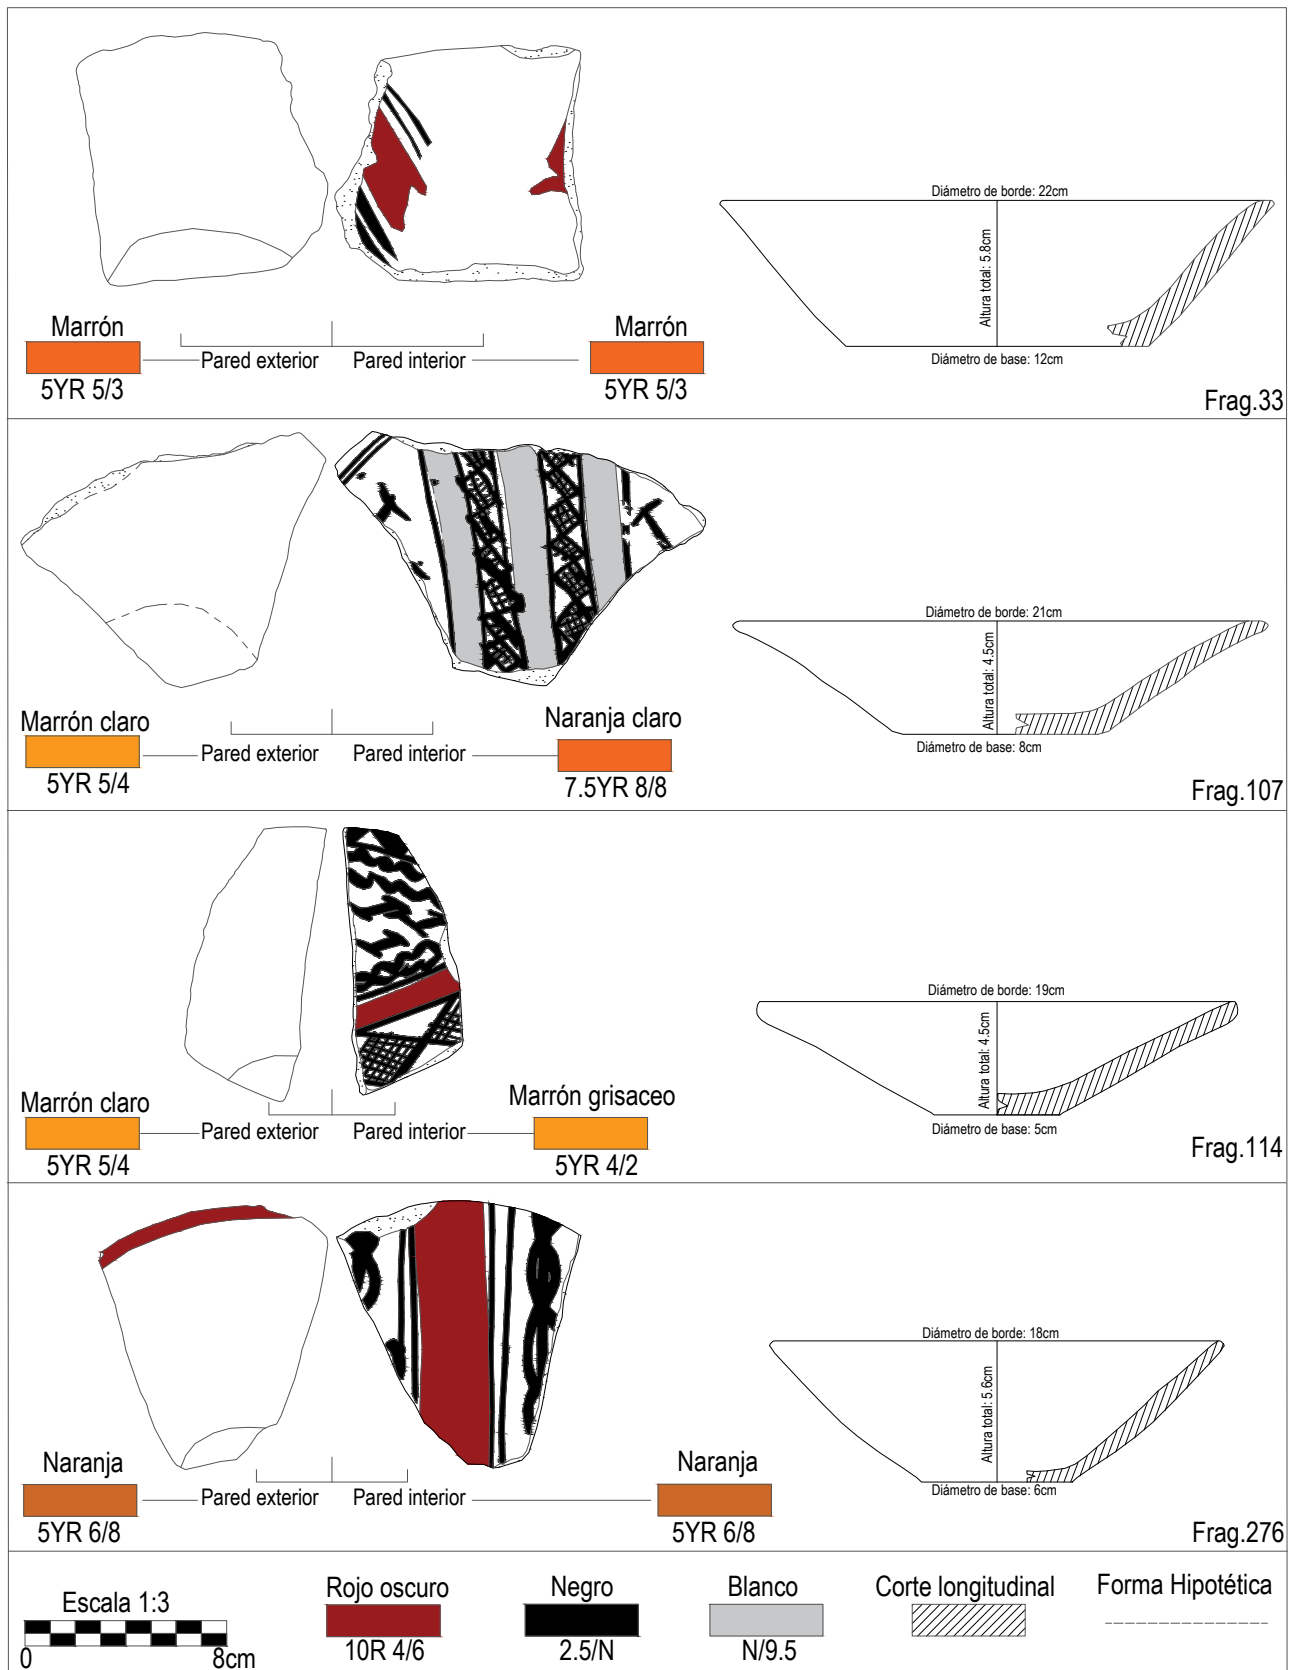 Diámetro de borde: 22cm
Altura total: 5.8cm
Diámetro de base: 12cm
Marrón
5YR 5/3
Pared exterior
Pared interior
Marrón
5YR 5/3
Frag.33
Diámetro de borde: 21cm
Altura total: 4.5cm
Diámetro de base: 8cm
Marrón claro
5YR 5/4
Pared exterior
Pared interior
Naranja claro
7.5YR 8/8
Frag.107
Diámetro de borde: 19cm
Altura total: 4.5cm
Diámetro de base: 5cm
Marrón claro
5YR 5/4
Pared exterior
Pared interior
Marrón grisaceo
5YR 4/2
Frag.114
Diámetro de borde: 18cm
Altura total: 5.6cm
Diámetro de base: 6cm
Naranja
5YR 6/8
Pared exterior
Pared interior
Naranja
5YR 6/8
Frag.276
Escala 1:3
0
8cm
Rojo oscuro
10R 4/6
Negro
2.5/N
Blanco
N/9.5
Corte longitudinal
Forma Hipotética